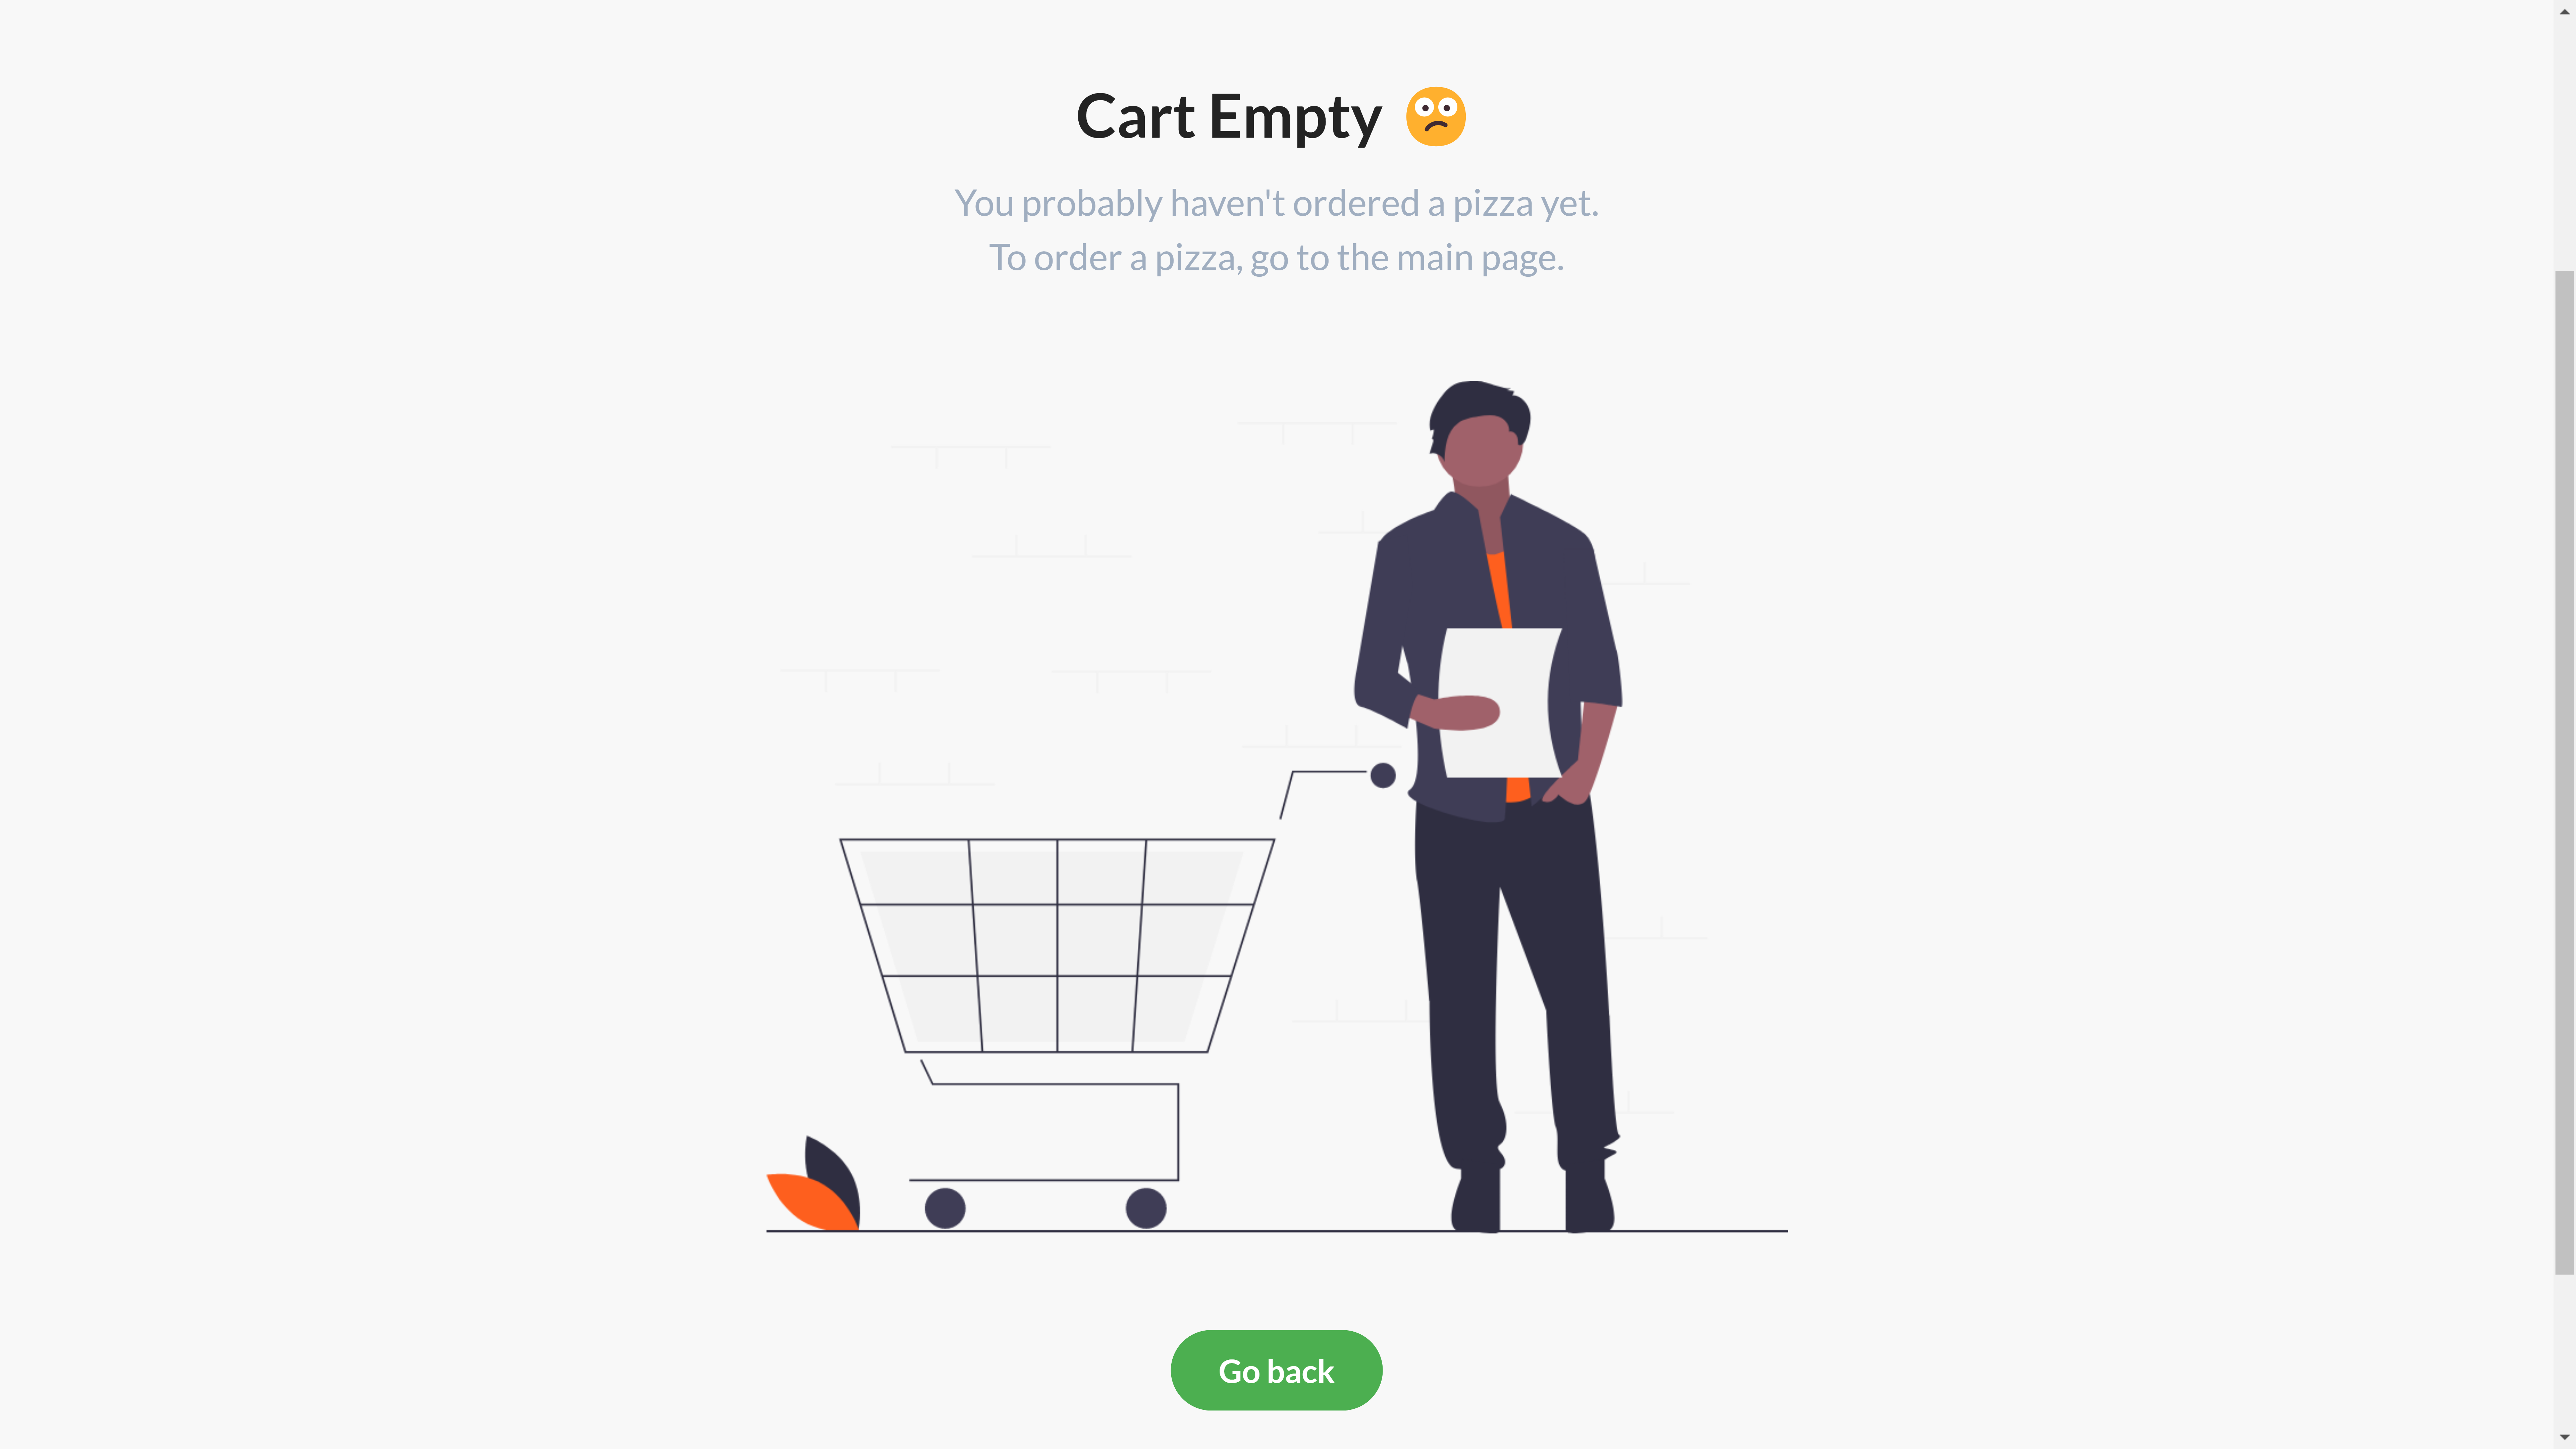 Cart Empty 😕
You probably haven't ordered a pizza yet.
To order a pizza, go to the main page.
Go back